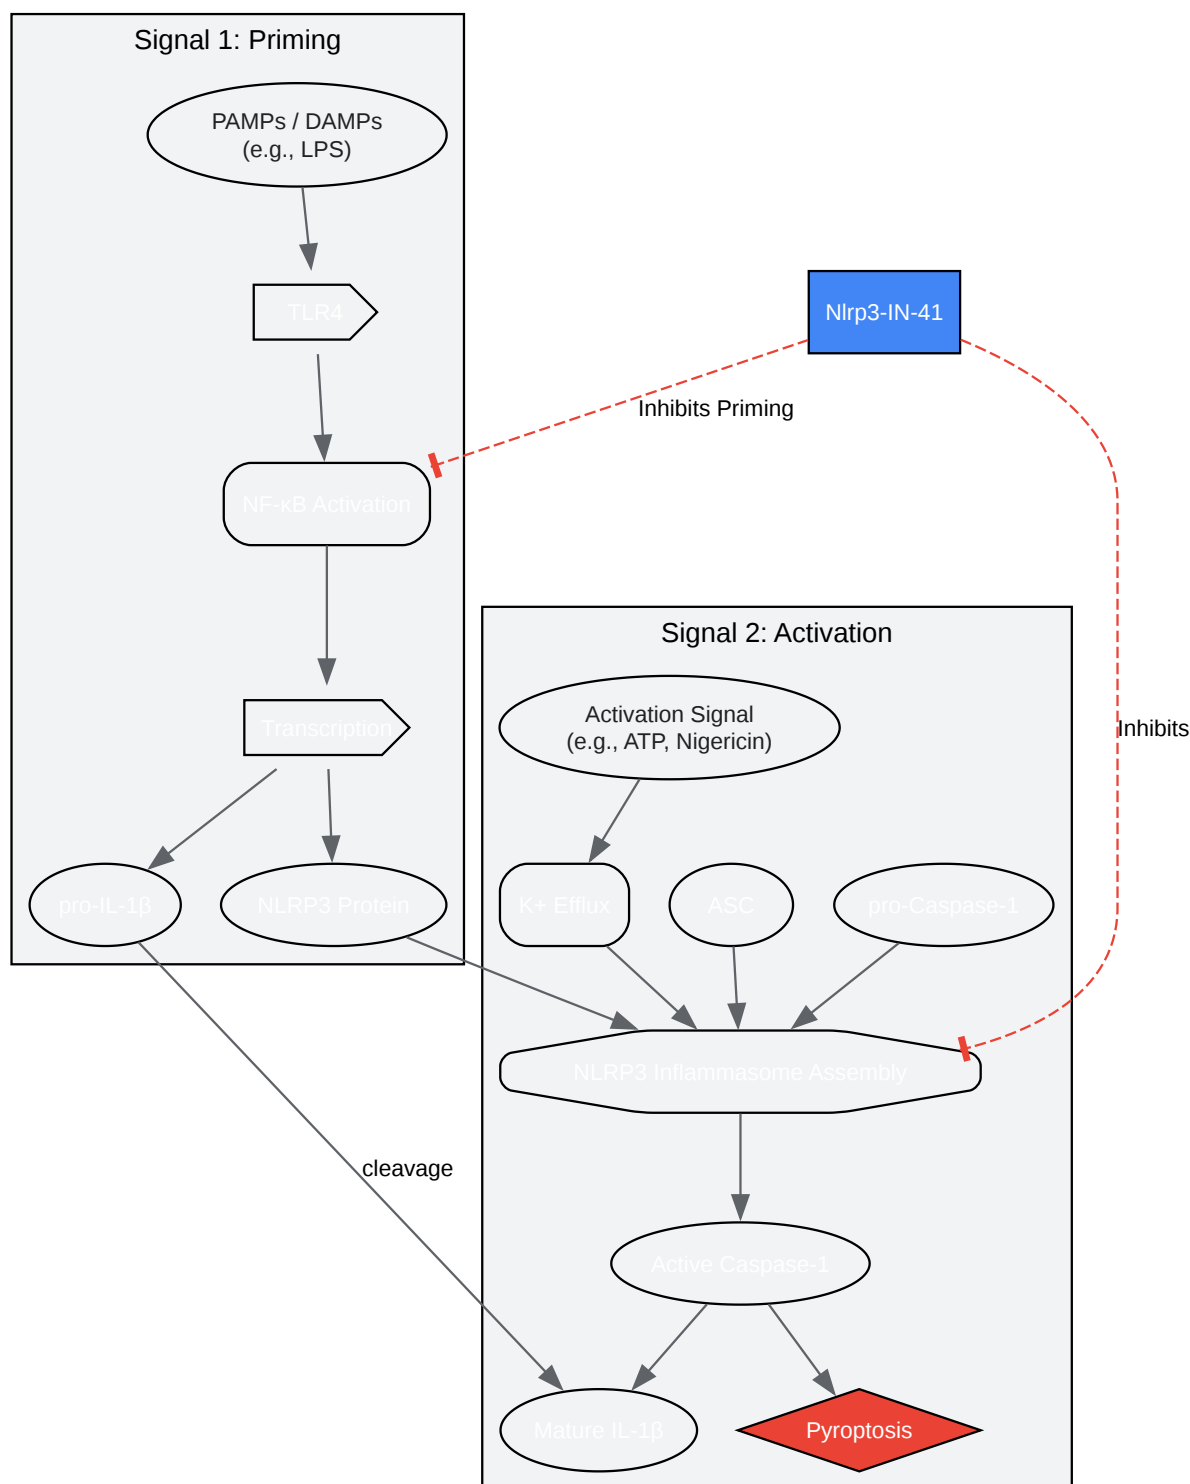 Signal 1: Priming
PAMPs / DAMPs
(e.g., LPS)
TLR4
Nlrp3-IN-41
Inhibits Priming
NF-κB Activation
Signal 2: Activation
Transcription
Activation Signal
(e.g., ATP, Nigericin)
Inhibits
pro-IL-1β
NLRP3 Protein
K+ Efflux
ASC
pro-Caspase-1
NLRP3 Inflammasome Assembly
cleavage
Active Caspase-1
Mature IL-1β
Pyroptosis